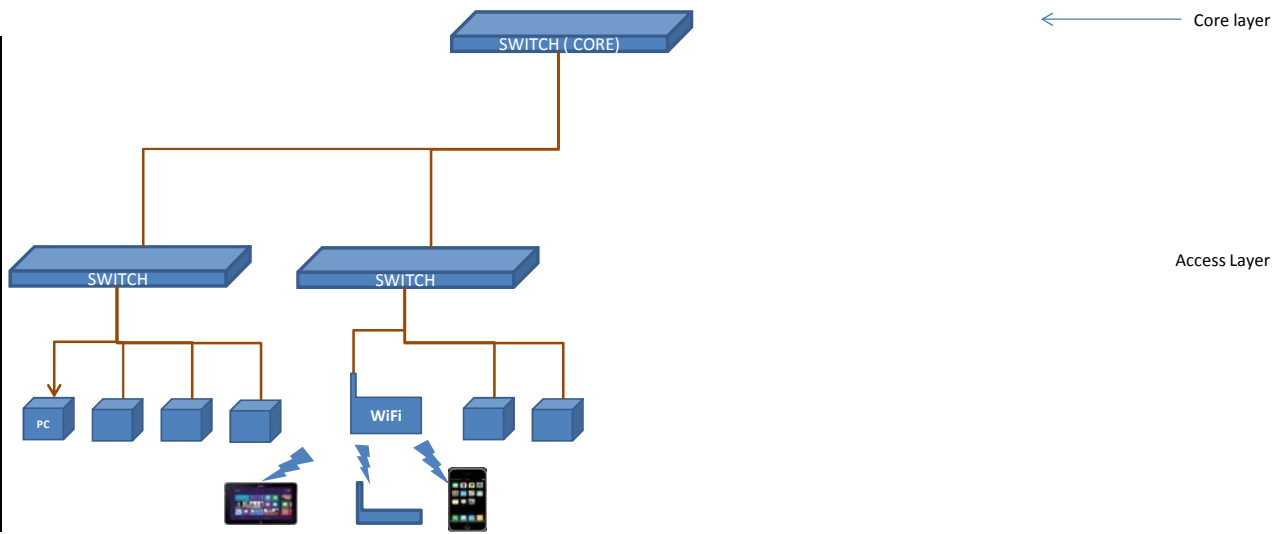 SWITCH ( CORE)
Core layer
SWITCH
SWITCH
Access Layer
PC
WiFi